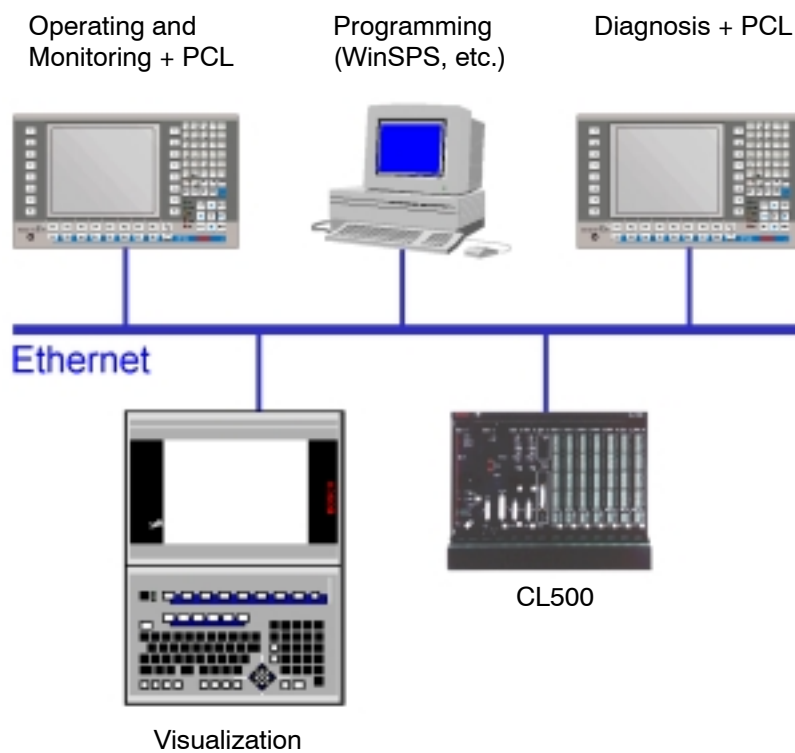 Operating and
Monitoring + PCL
Programming
(WinSPS, etc.)
Diagnosis + PCL
Ethernet
CL500
Visualization